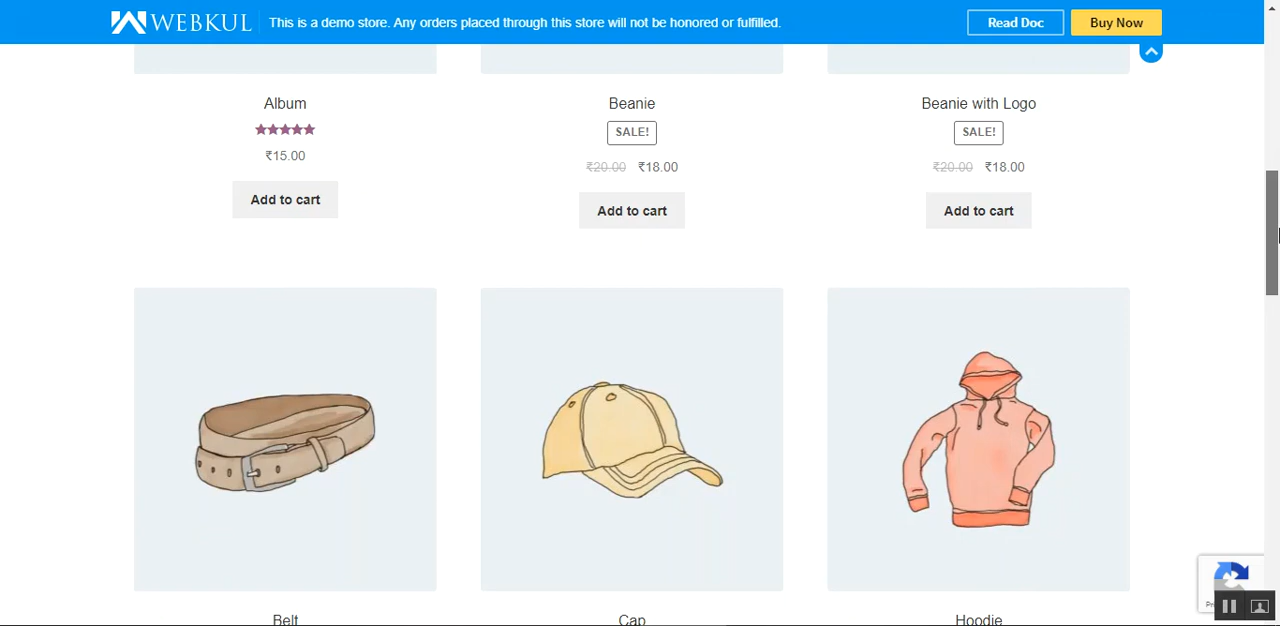 WEBKUL This is a demo store. Any orders placed through this store will not be honored or fulfilled. Read Doc Buy Now
Album Beanie Beanie with Logo
SALE! SALE!
₹15.00 ₹20.00 ₹18.00 ₹20.00 ₹18.00
Add to cart Add to cart Add to cart
Belt Cap Hoodie